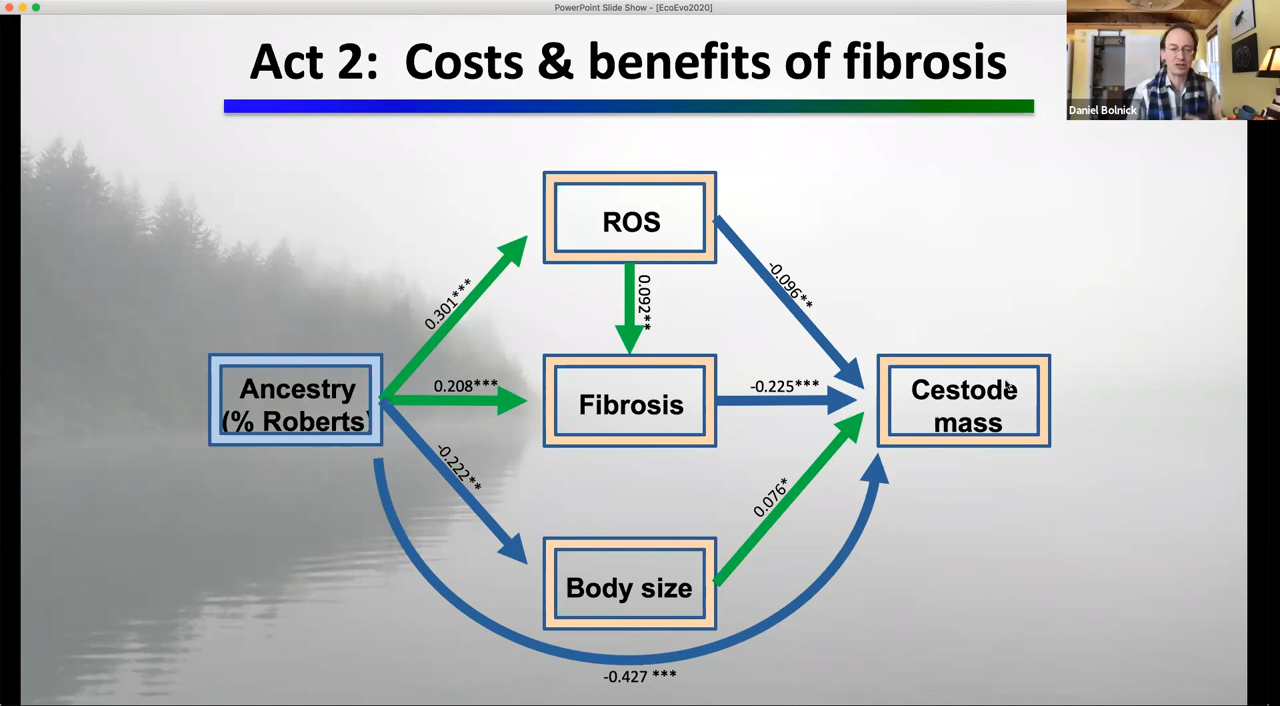 PowerPoint Slide Show - [EcoEvo2020]
Act 2: Costs & benefits of fibrosis
Daniel Bolnick
ROS
0.301***
0.092**
-0.096**
Ancestry
(% Roberts)
0.208***
Fibrosis
-0.225***
Cestode
mass
-0.222**
0.076*
Body size
-0.427 ***